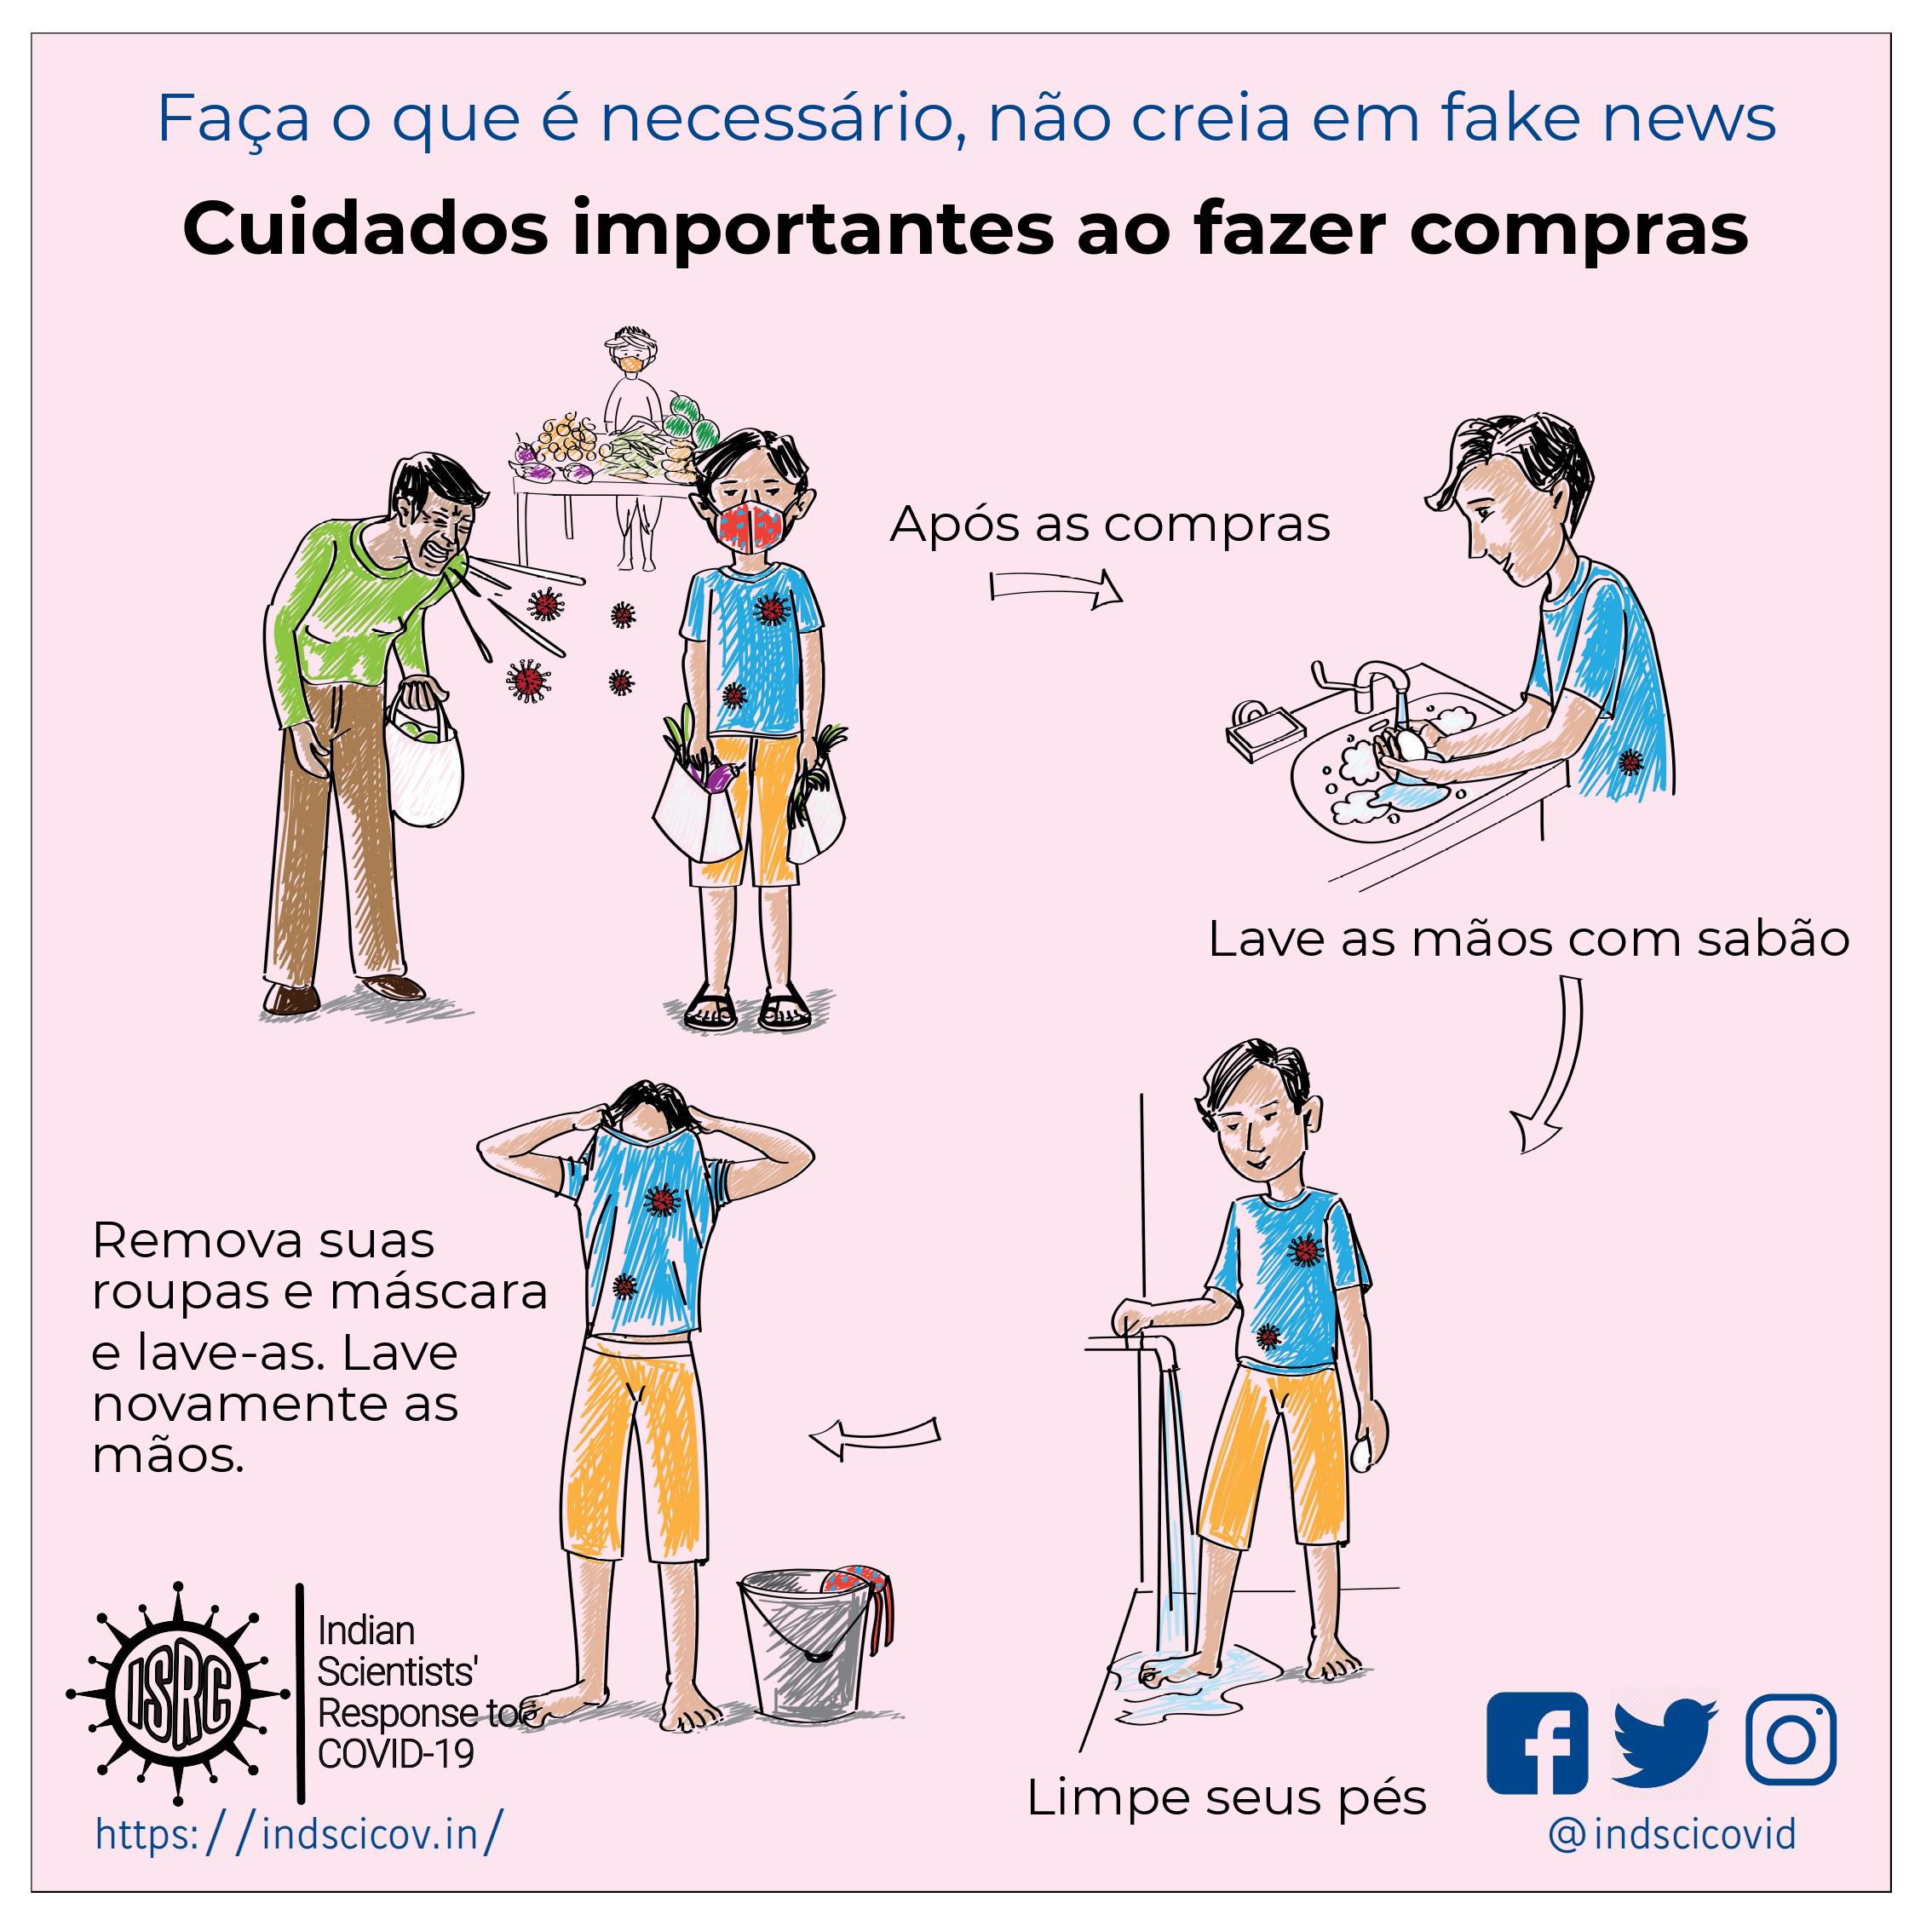 Faça o que é necessário, não creia em fake news
Cuidados importantes ao fazer compras
Após as compras
Lave as mãos com sabão
Limpe seus pés
Remova suas
roupas e máscara
e lave-as. Lave
novamente as
mãos.
ISRC
Indian
Scientists'
Response to
COVID-19
https://indscicov.in/
@indscicovid